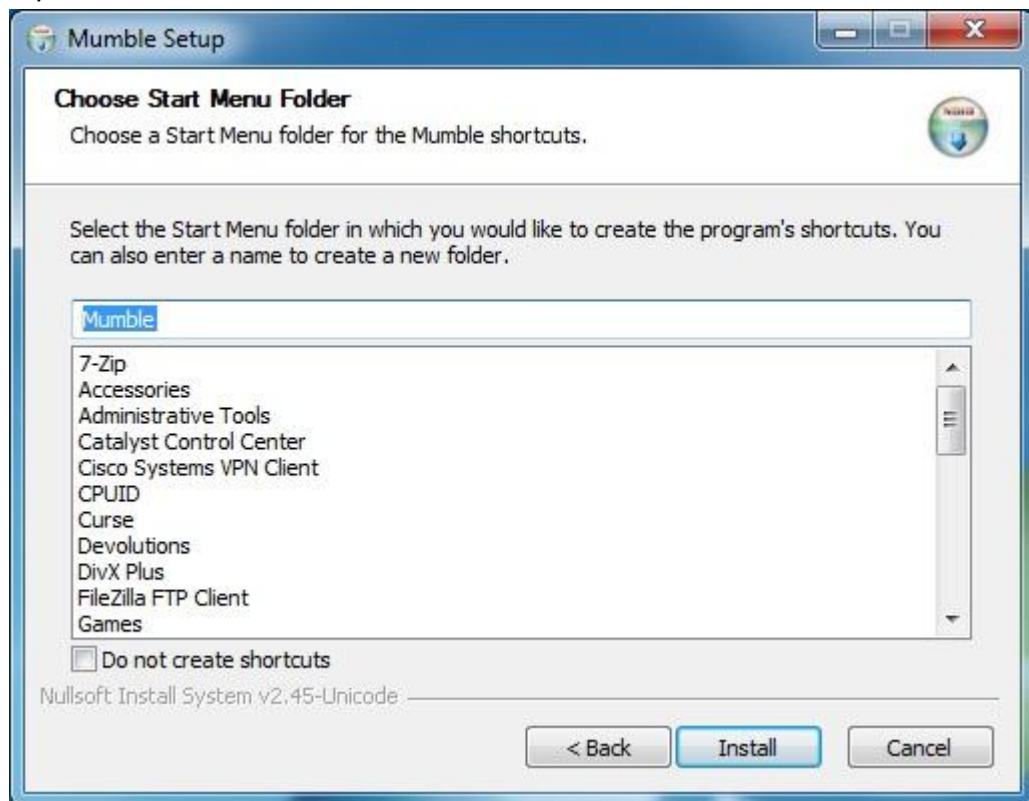 Mumble Setup
Choose Start Menu Folder
Choose a Start Menu folder for the Mumble shortcuts.
Select the Start Menu folder in which you would like to create the program's shortcuts. You
can also enter a name to create a new folder.
Mumble
7-Zip
Accessories
Administrative Tools
Catalyst Control Center
Cisco Systems VPN Client
CPUID
Curse
Devolutions
DivX Plus
FileZilla FTP Client
Games
Do not create shortcuts
Nullsoft Install System v2.45-Unicode
< Back
Install
Cancel